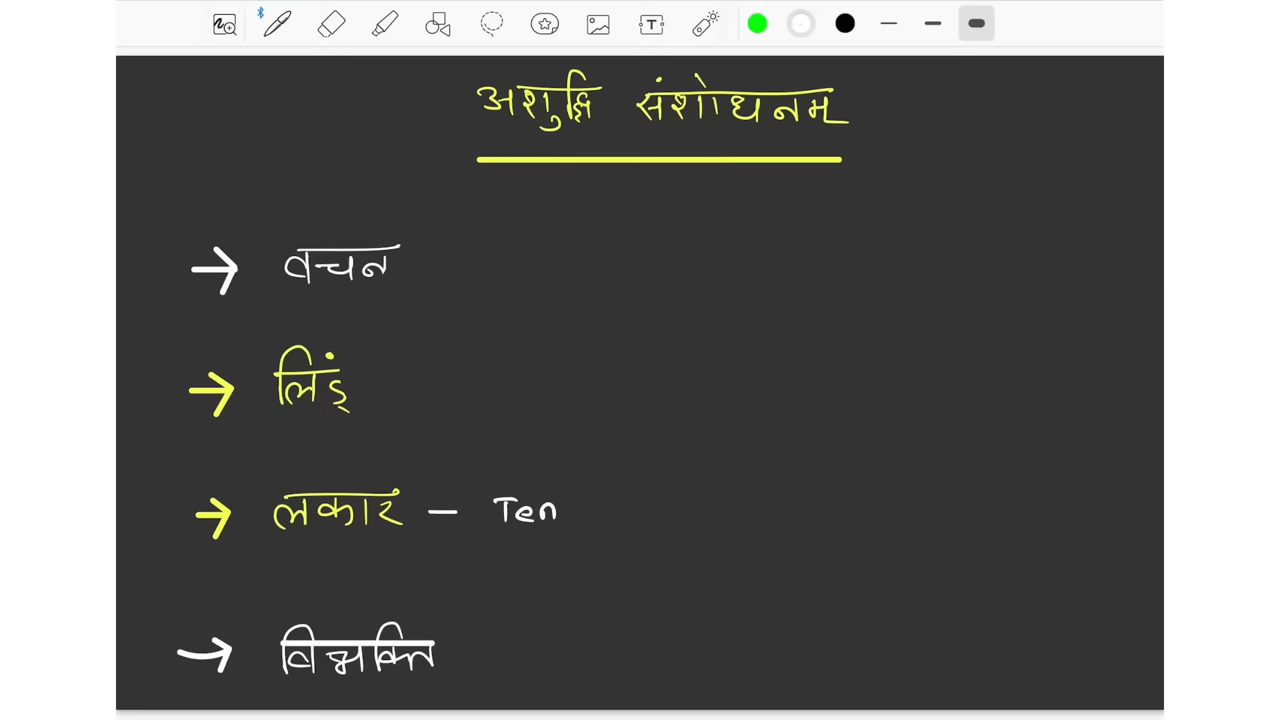 अशुद्धि संशोधनम्
→ वचन
→ लिंड्
→ लकारं - Ten
→ विभक्ति